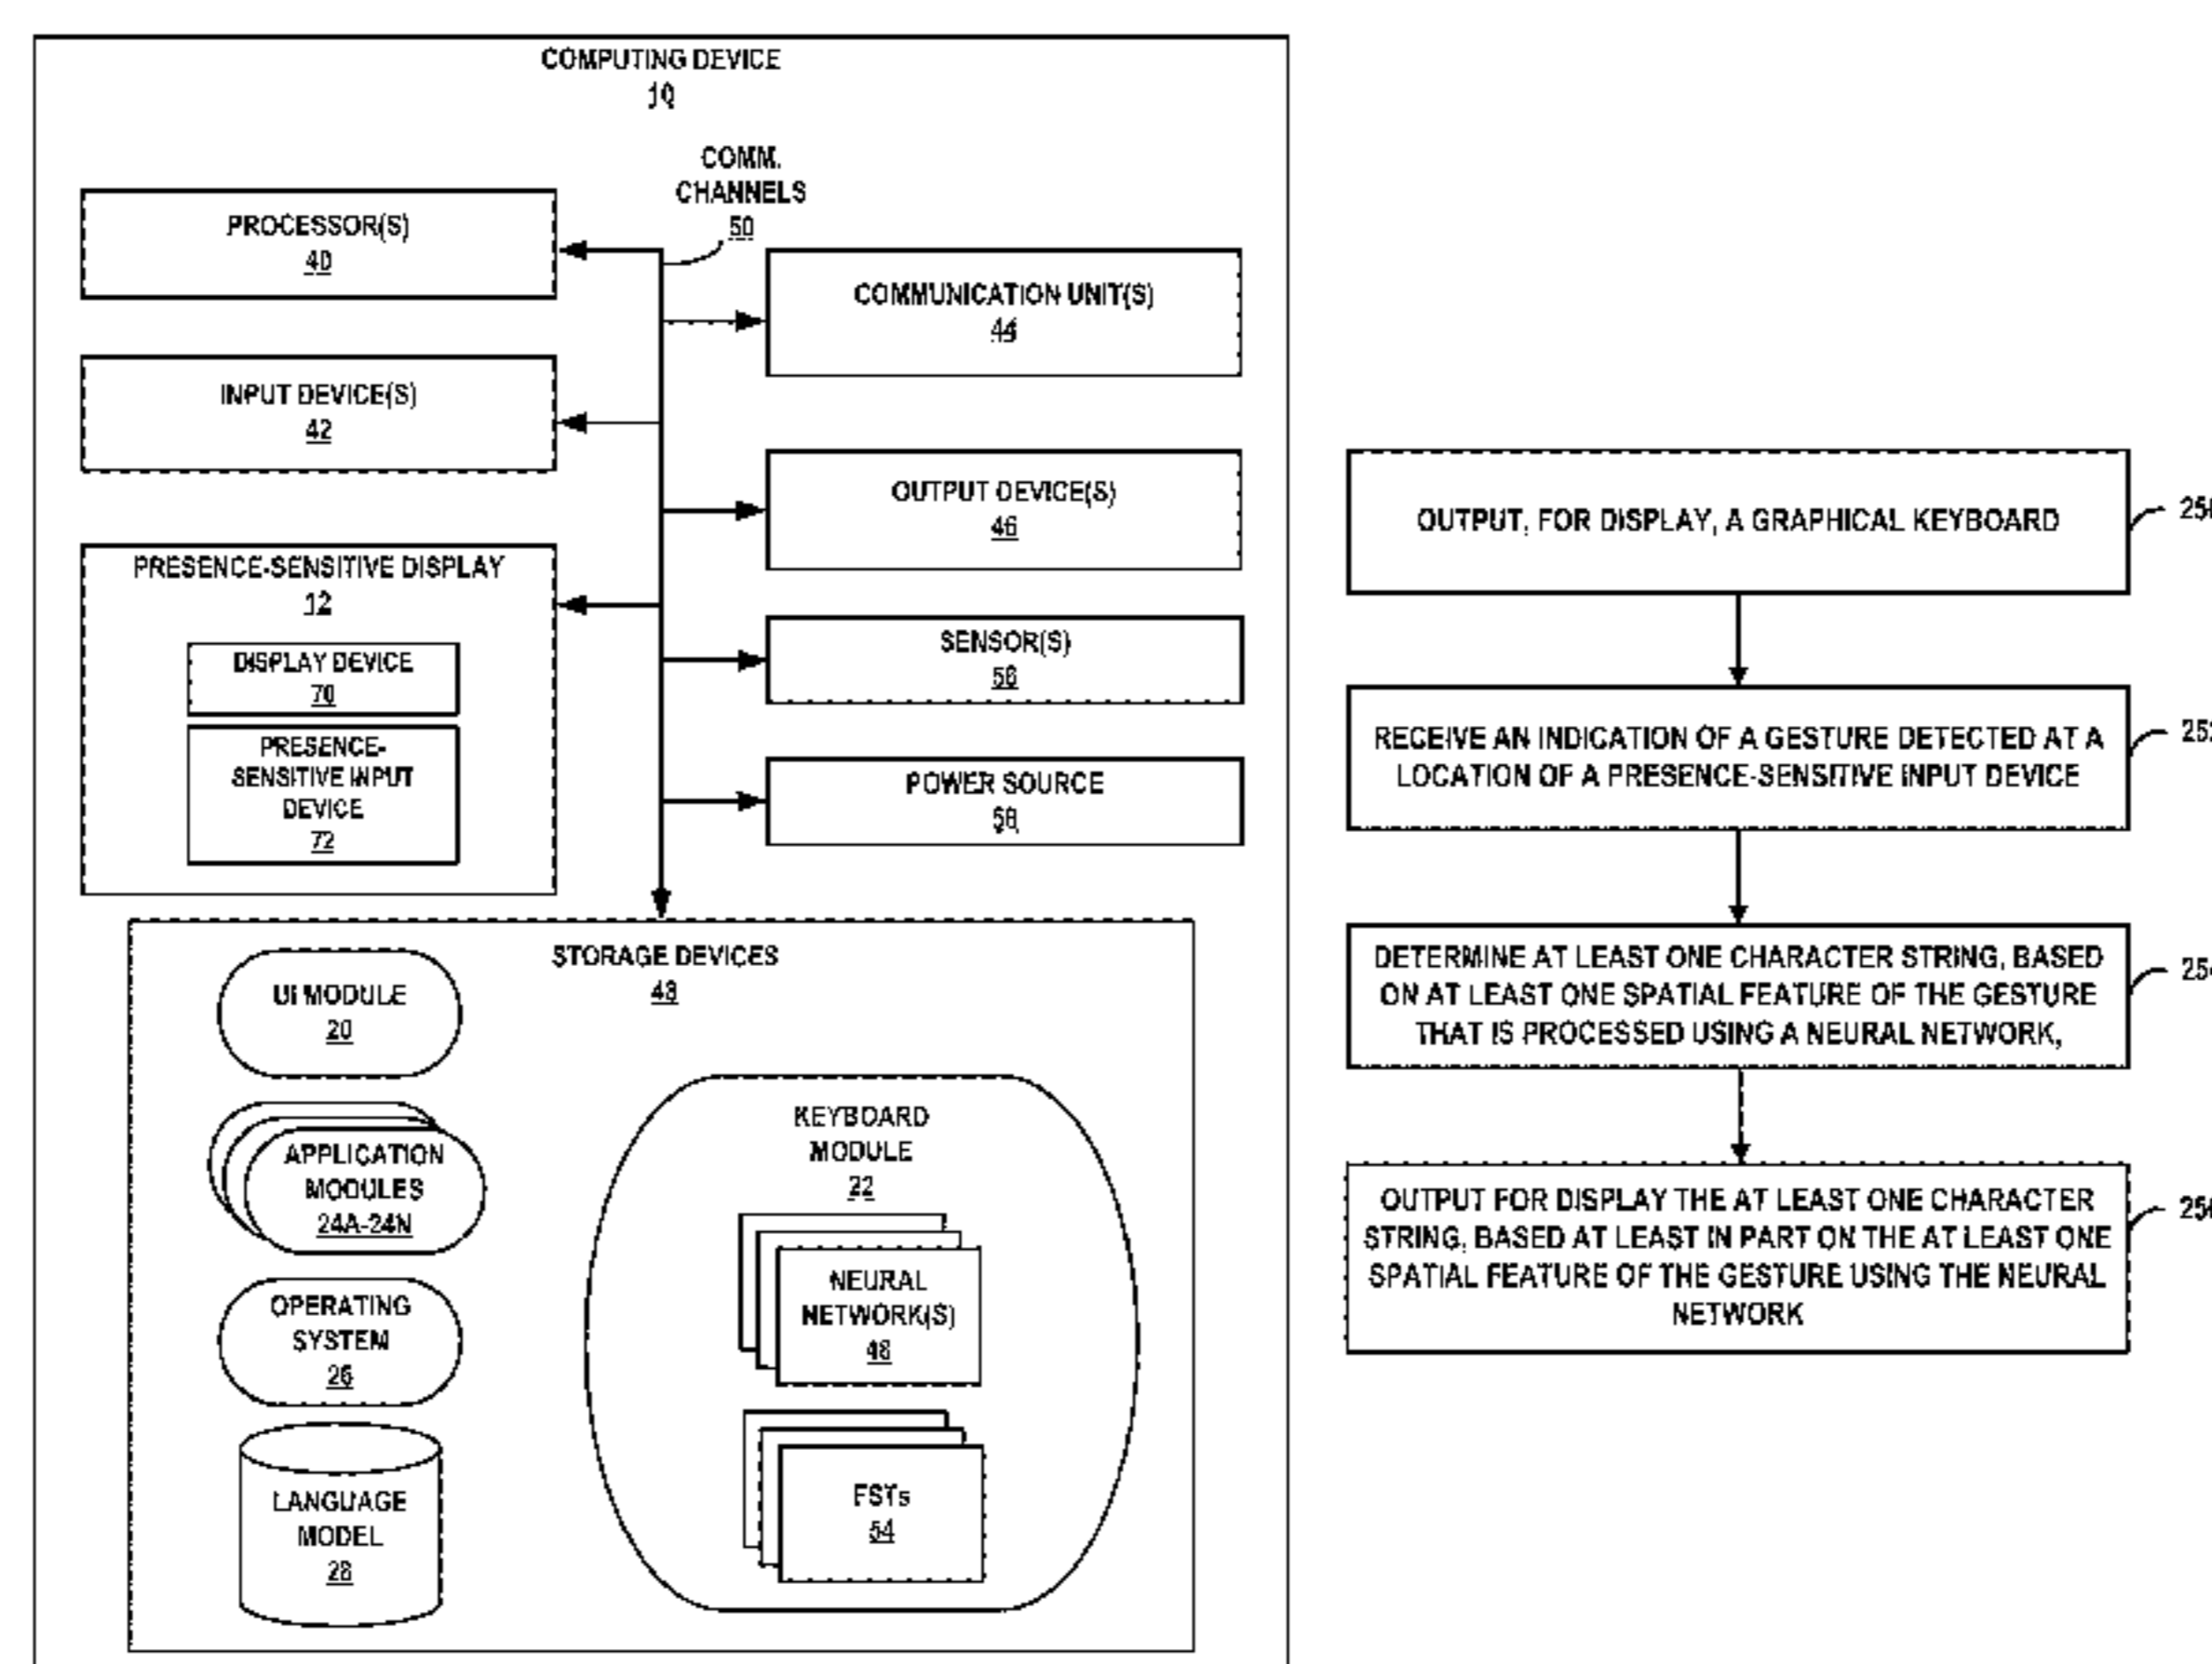 COMPUTING DEVICE
10
COMM.
CHANNELS
50
PROCESSOR(S)
40
COMMUNICATION UNIT(S)
44
INPUT DEVICE(S)
42
OUTPUT DEVICE(S)
46
PRESENCE-SENSITIVE DISPLAY
12
DISPLAY DEVICE
70
PRESENCE-
SENSITIVE INPUT
DEVICE
72
SENSOR(S)
POWER SOURCE
STORAGE DEVICES
UI MODULE
20
APPLICATION
MODULES
24A-24N
OPERATING
SYSTEM
26
LANGUAGE
MODEL
28
KEYBOARD
MODULE
22
NEURAL
NETWORK(S)
FSTs
54
OUTPUT, FOR DISPLAY, A GRAPHICAL KEYBOARD
RECEIVE AN INDICATION OF A GESTURE DETECTED AT A
LOCATION OF A PRESENCE-SENSITIVE INPUT DEVICE
DETERMINE AT LEAST ONE CHARACTER STRING, BASED
ON AT LEAST ONE SPATIAL FEATURE OF THE GESTURE
THAT IS PROCESSED USING A NEURAL NETWORK,
OUTPUT FOR DISPLAY THE AT LEAST ONE CHARACTER
STRING, BASED AT LEAST IN PART ON THE AT LEAST ONE
SPATIAL FEATURE OF THE GESTURE USING THE NEURAL
NETWORK